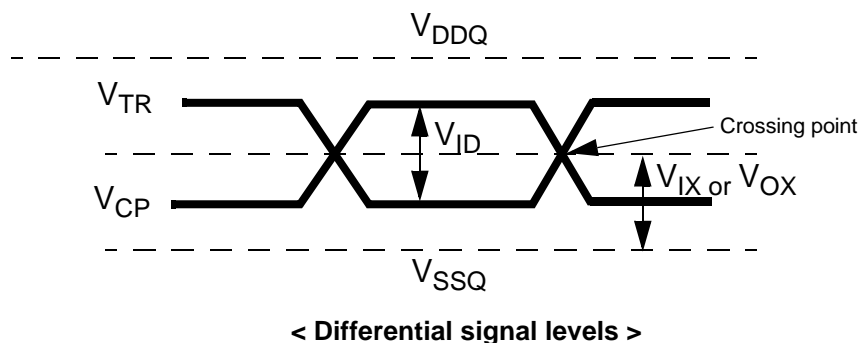 VDDQ
VTR
VID
Crossing point
VCP
VIX or VOX
VSSQ
< Differential signal levels >